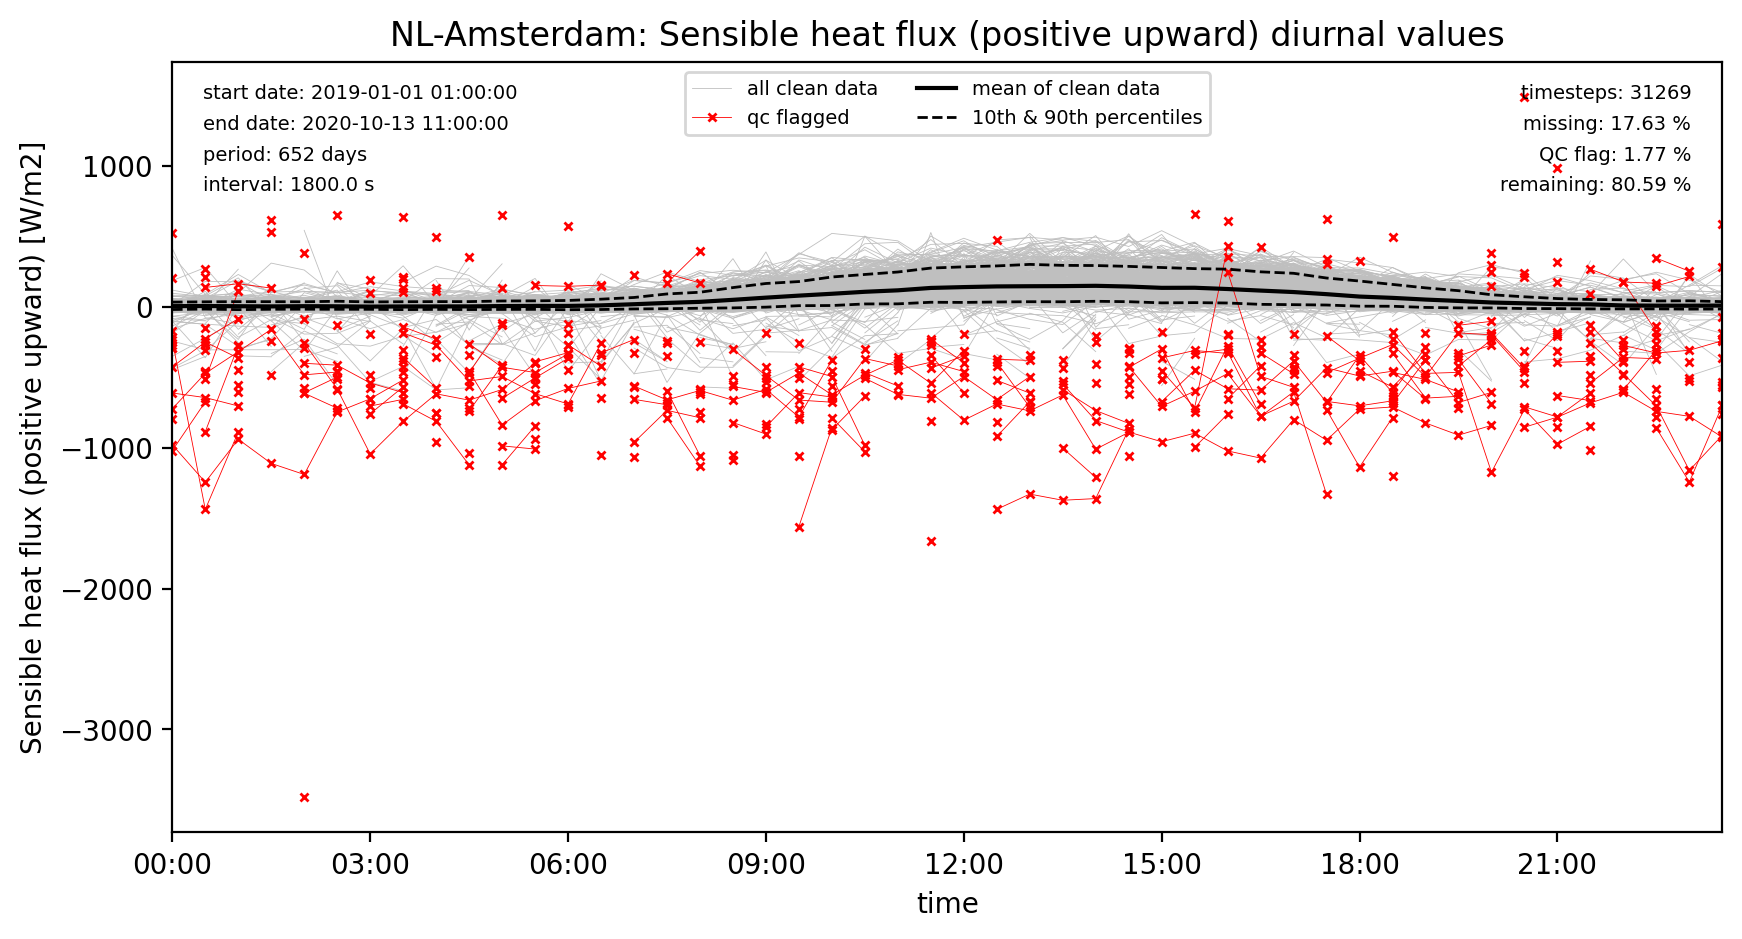 NL-Amsterdam: Sensible heat flux (positive upward) diurnal values
start date: 2019-01-01 01:00:00
end date: 2020-10-13 11:00:00
period: 652 days
interval: 1800.0 s
all clean data
qc flagged
mean of clean data
10th & 90th percentiles
timesteps: 31269
missing: 17.63 %
QC flag: 1.77 %
remaining: 80.59 %
Sensible heat flux (positive upward) [W/m2]
1000
0
−1000
−2000
−3000
00:00 03:00 06:00 09:00 12:00 15:00 18:00 21:00
time